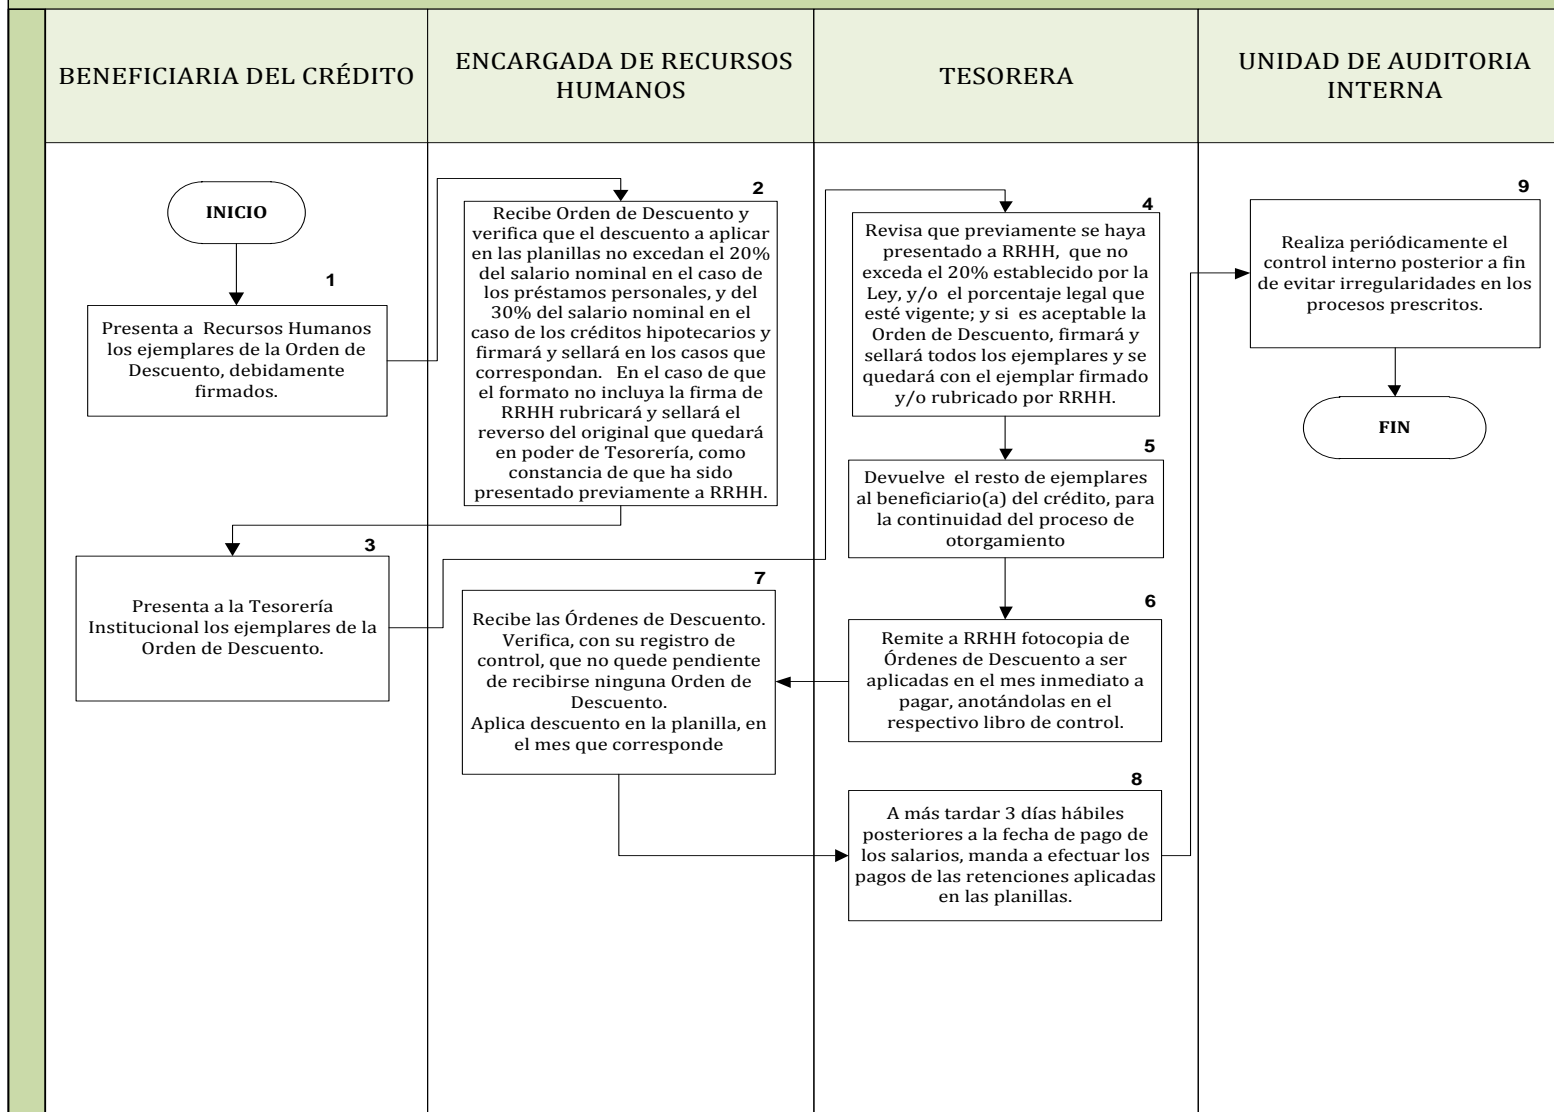 BENEFICIARIA DEL CRÉDITO
ENCARGADA DE RECURSOS
HUMANOS
TESORERA
UNIDAD DE AUDITORIA
INTERNA
INICIO
1
Presenta a Recursos Humanos
los ejemplares de la Orden de
Descuento, debidamente
firmados.
2
Recibe Orden de Descuento y
verifica que el descuento a aplicar
en las planillas no excedan el 20%
del salario nominal en el caso de
los préstamos personales, y del
30% del salario nominal en el
caso de los créditos hipotecarios y
firmará y sellará en los casos que
correspondan. En el caso de que
el formato no incluya la firma de
RRHH rubricará y sellará el
reverso del original que quedará
en poder de Tesorería, como
constancia de que ha sido
presentado previamente a RRHH.
3
Presenta a la Tesorería
Institucional los ejemplares de la
Orden de Descuento.
4
Revisa que previamente se haya
presentado a RRHH, que no
exceda el 20% establecido por la
Ley, y/o el porcentaje legal que
esté vigente; y si es aceptable la
Orden de Descuento, firmará y
sellará todos los ejemplares y se
quedará con el ejemplar firmado
y/o rubricado por RRHH.
5
Devuelve el resto de ejemplares
al beneficiario(a) del crédito, para
la continuidad del proceso de
otorgamiento
6
Remite a RRHH fotocopia de
Órdenes de Descuento a ser
aplicadas en el mes inmediato a
pagar, anotándolas en el
respectivo libro de control.
7
Recibe las Órdenes de Descuento.
Verifica, con su registro de
control, que no quede pendiente
de recibirse ninguna Orden de
Descuento.
Aplica descuento en la planilla, en
el mes que corresponde
8
A más tardar 3 días hábiles
posteriores a la fecha de pago de
los salarios, manda a efectuar los
pagos de las retenciones aplicadas
en las planillas.
9
Realiza periódicamente el
control interno posterior a fin
de evitar irregularidades en los
procesos prescritos.
FIN